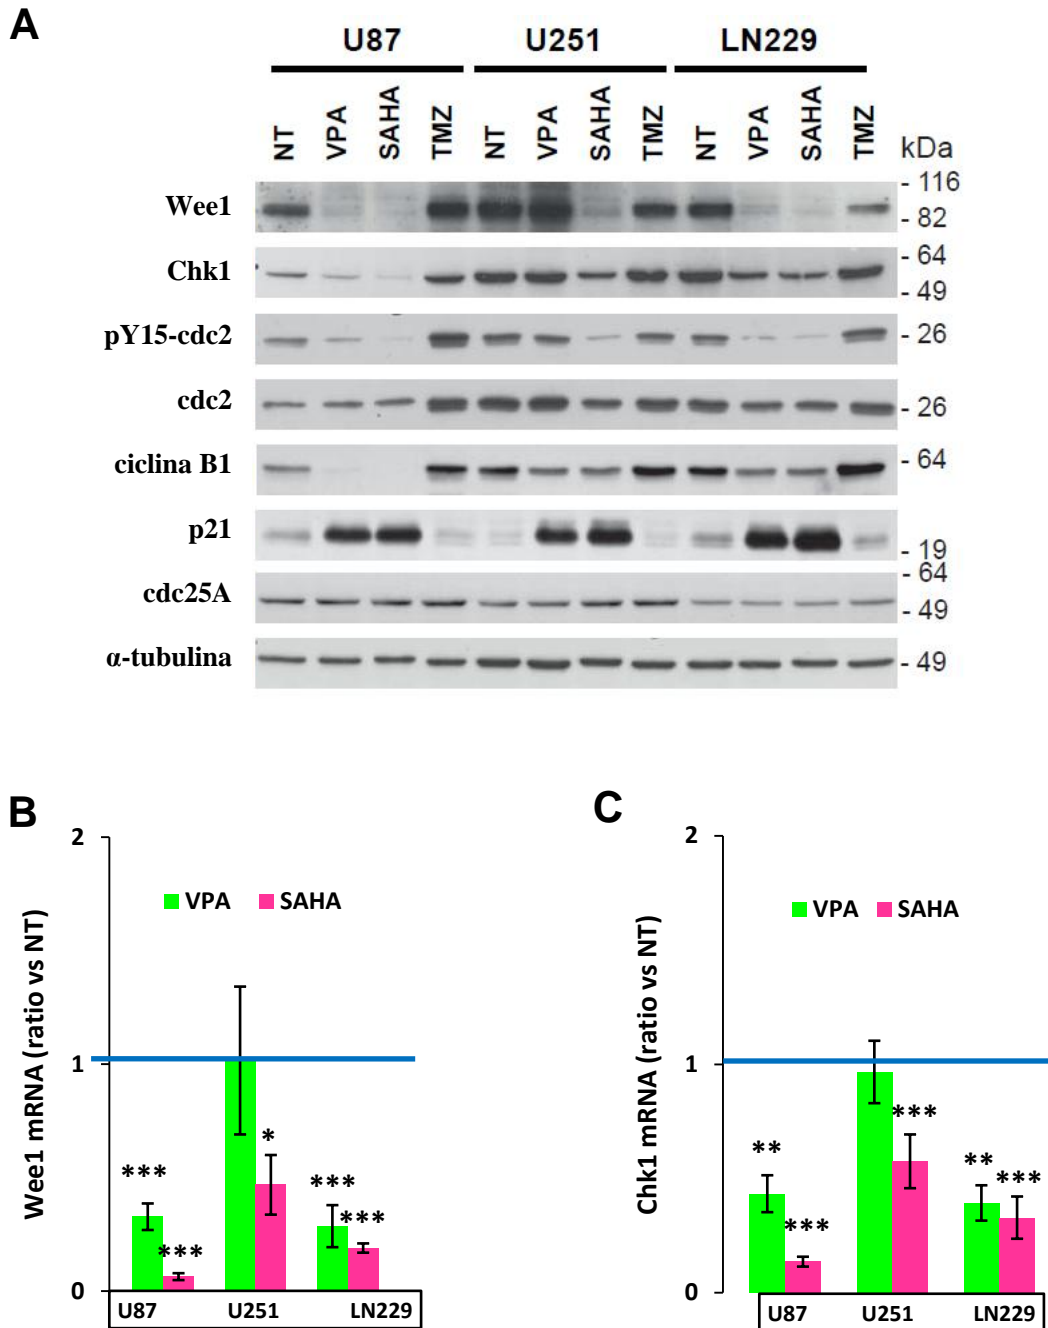 A
U87 U251 LN229
NT VPA SAHA TMZ NT VPA SAHA TMZ NT VPA SAHA TMZ
kDa
Wee1 - 116
- 82
Chk1 - 64
- 49
pY15-cdc2 - 26
cdc2 - 26
ciclina B1 - 64
p21 - 19
cdc25A - 64
- 49
α-tubulina - 49
B
Wee1 mRNA (ratio vs NT)
2
1
0
VPA SAHA
*** *** * *** ***
U87 U251 LN229
C
Chk1 mRNA (ratio vs NT)
2
1
0
VPA SAHA
** *** *** ** ***
U87 U251 LN229